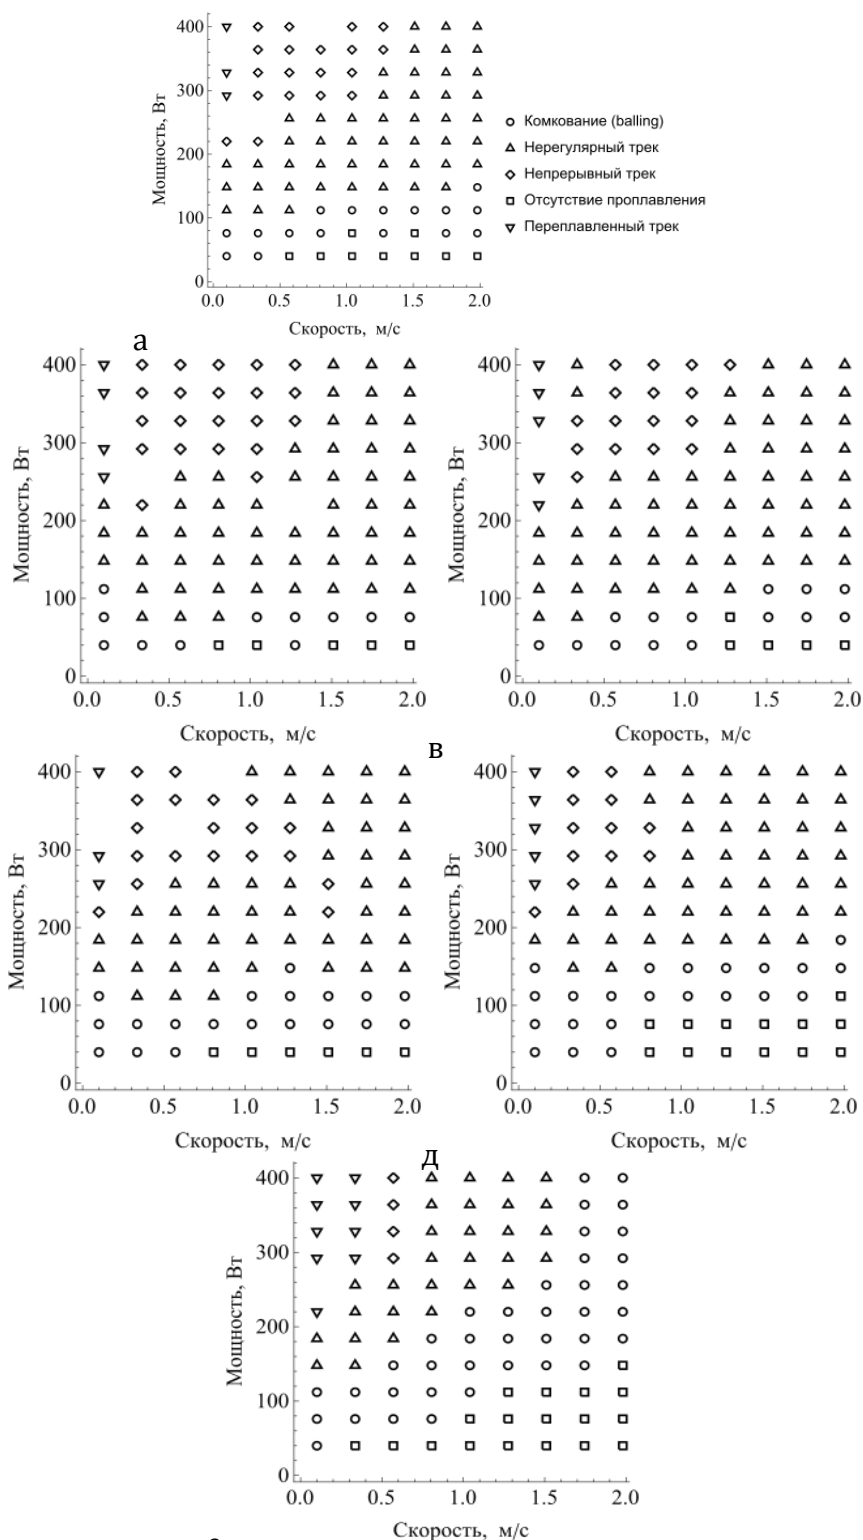 400
300
200
100
0
Мощность, Вт
0.0 0.5 1.0 1.5 2.0
Скорость, м/с
Комкование (balling)
Нерегулярный трек
Непрерывный трек
Отсутствие проплавления
Переплавленный трек
а
400
300
200
100
0
Мощность, Вт
0.0 0.5 1.0 1.5 2.0
Скорость, м/с
400
300
200
100
0
Мощность, Вт
0.0 0.5 1.0 1.5 2.0
Скорость, м/с
в
400
300
200
100
0
Мощность, Вт
0.0 0.5 1.0 1.5 2.0
Скорость, м/с
400
300
200
100
0
Мощность, Вт
0.0 0.5 1.0 1.5 2.0
Скорость, м/с
д
400
300
200
100
0
Мощность, Вт
0.0 0.5 1.0 1.5 2.0
Скорость, м/с